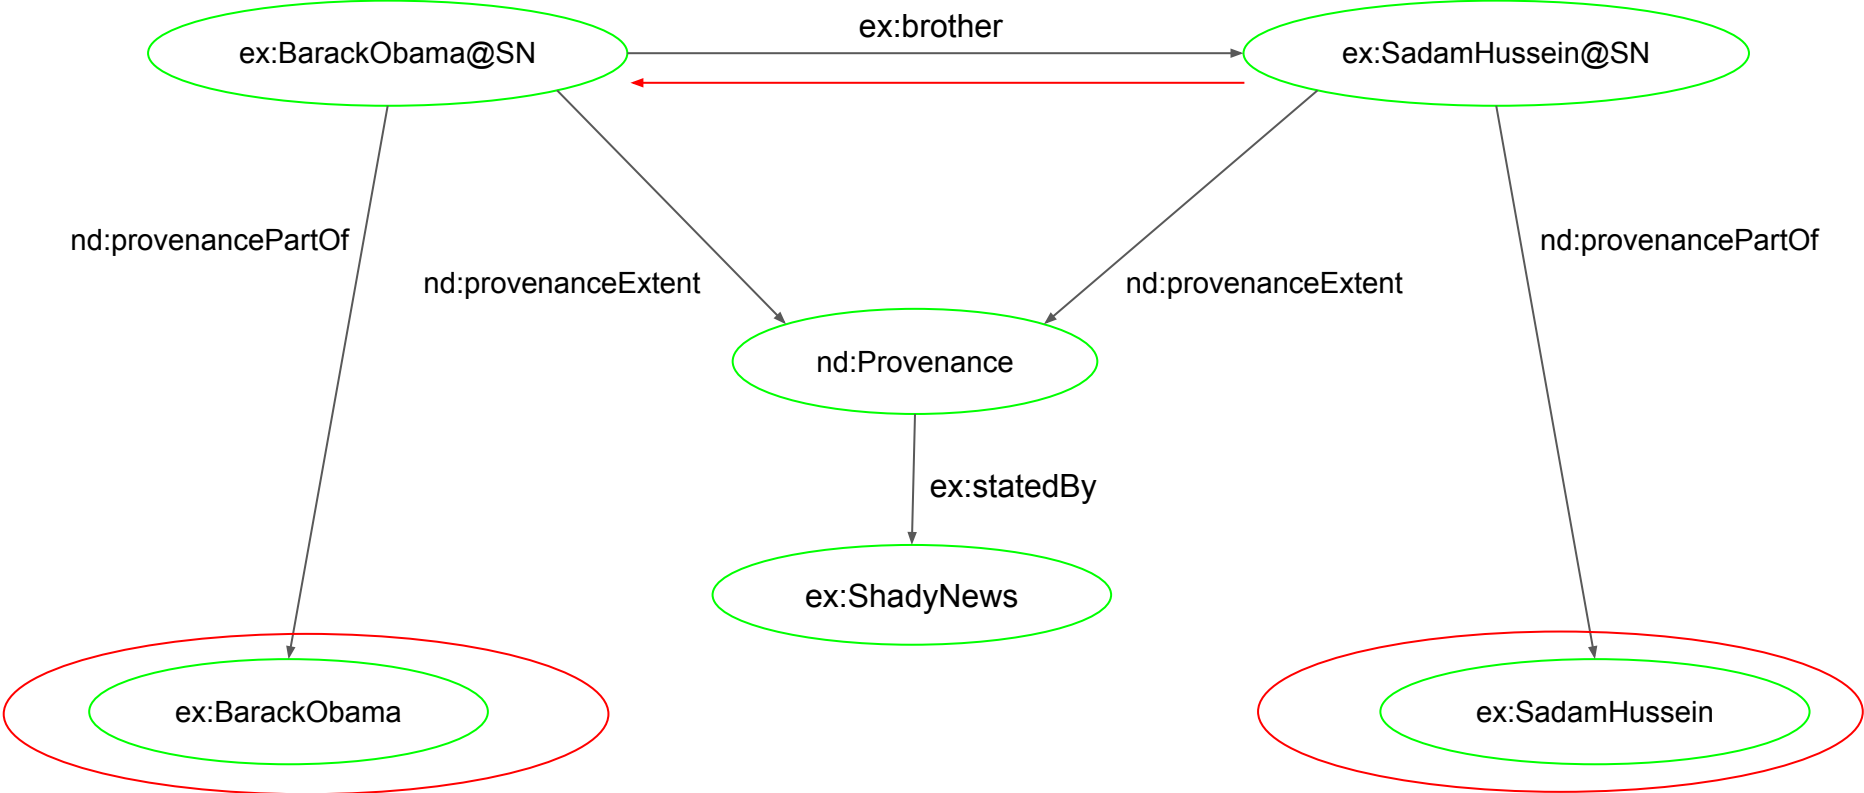 ex:brother
ex:BarackObama@SN
ex:SadamHussein@SN
nd:provenancePartOf
nd:provenancePartOf
nd:provenanceExtent
nd:provenanceExtent
nd:Provenance
ex:statedBy
ex:ShadyNews
ex:BarackObama
ex:SadamHussein